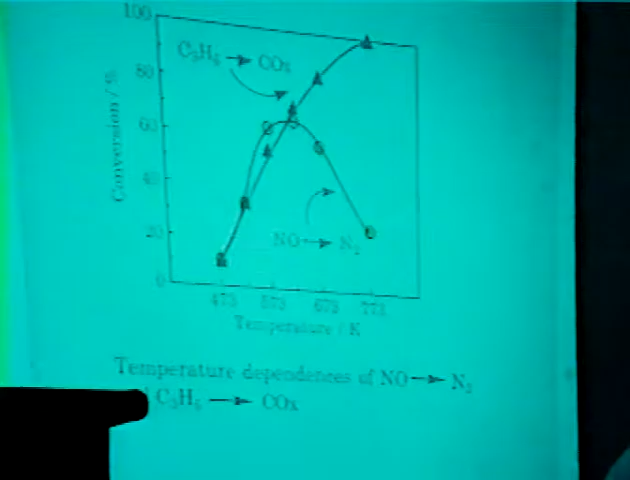 100
C₃H₆ → COx
80
60
40
20
0
Conversion / %
NO → N₂
473 573 673 773
Temperature / K
Temperature dependences of NO → N₂
C₃H₆ → COx